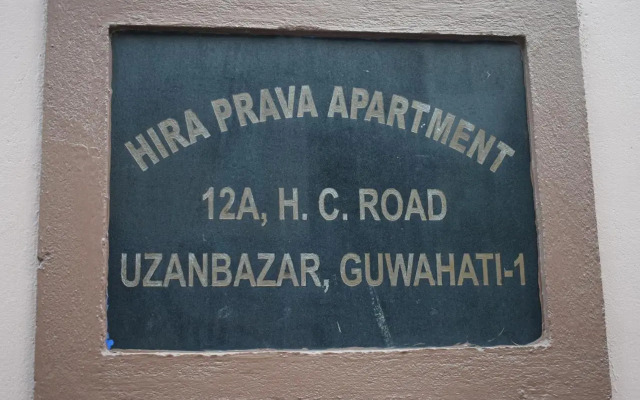 HIRA PRAVA APARTMENT
12A, H. C. ROAD
UZANBAZAR, GUWAHATI-1